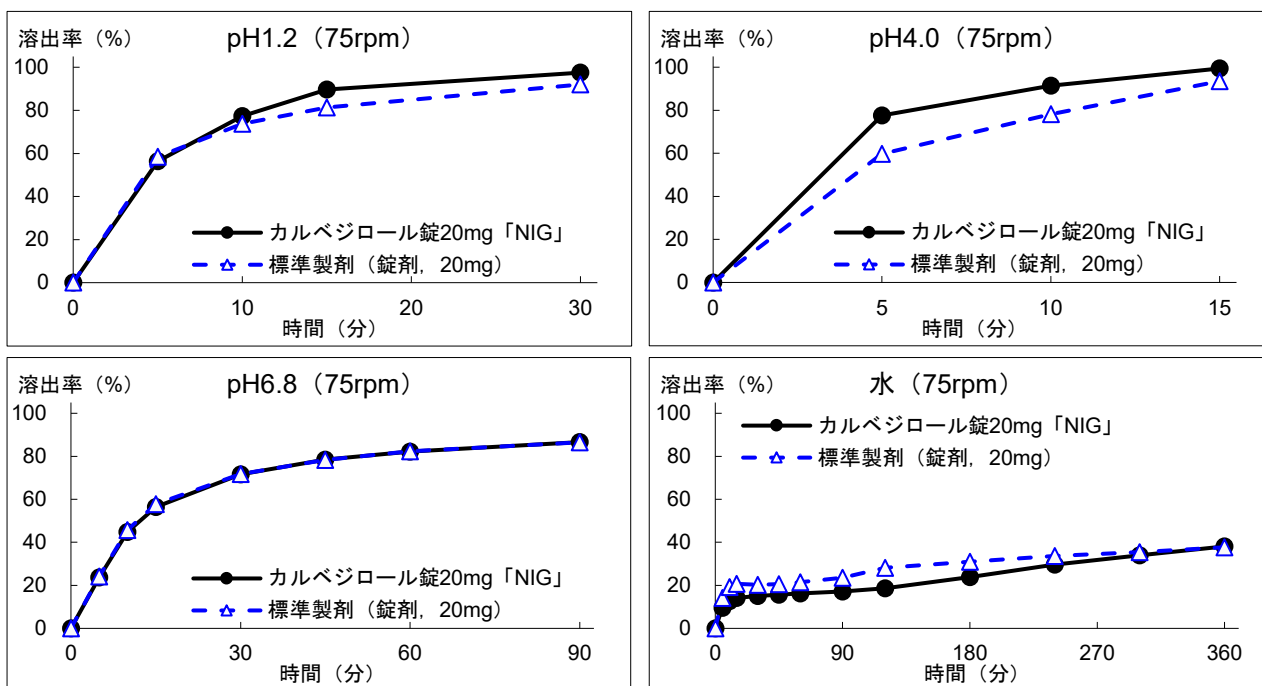 溶出率（%）
pH1.2（75rpm）
100
80
60
40
20
0
カルベジロール錠20mg「NIG」
標準製剤（錠剤，20mg）
0 10 20 30
時間（分）
溶出率（%）
pH4.0（75rpm）
100
80
60
40
20
0
カルベジロール錠20mg「NIG」
標準製剤（錠剤，20mg）
0 5 10 15
時間（分）
溶出率（%）
pH6.8（75rpm）
100
80
60
40
20
0
カルベジロール錠20mg「NIG」
標準製剤（錠剤，20mg）
0 30 60 90
時間（分）
溶出率（%）
水（75rpm）
100
80
60
40
20
0
カルベジロール錠20mg「NIG」
標準製剤（錠剤，20mg）
0 90 180 270 360
時間（分）